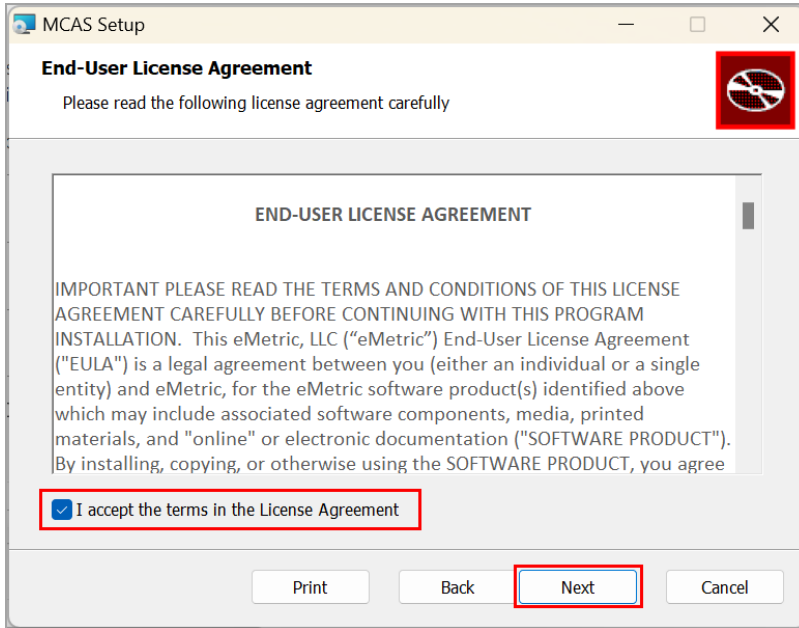 MCAS Setup
End-User License Agreement
Please read the following license agreement carefully
END-USER LICENSE AGREEMENT
IMPORTANT PLEASE READ THE TERMS AND CONDITIONS OF THIS LICENSE
AGREEMENT CAREFULLY BEFORE CONTINUING WITH THIS PROGRAM
INSTALLATION.  This eMetric, LLC (“eMetric”) End-User License Agreement
("EULA") is a legal agreement between you (either an individual or a single
entity) and eMetric, for the eMetric software product(s) identified above
which may include associated software components, media, printed
materials, and "online" or electronic documentation ("SOFTWARE PRODUCT").
By installing, copying, or otherwise using the SOFTWARE PRODUCT, you agree
I accept the terms in the License Agreement
Print Back Next Cancel